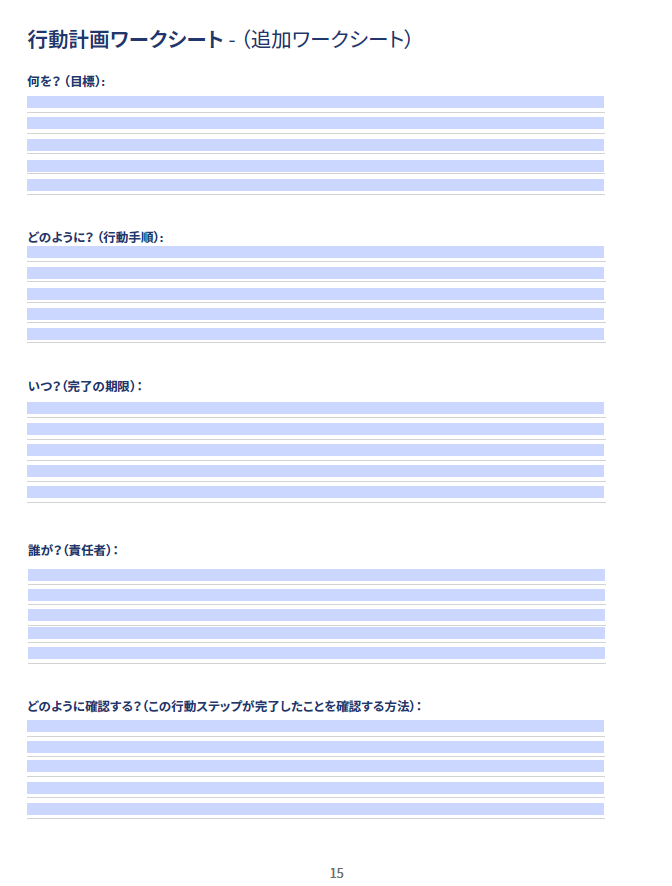 行動計画ワークシート - （追加ワークシート）
何を？（目標）:
どのように？（行動手順）:
いつ？（完了の期限）：
誰が？（責任者）：
どのように確認する？（この行動ステップが完了したことを確認する方法）：
15